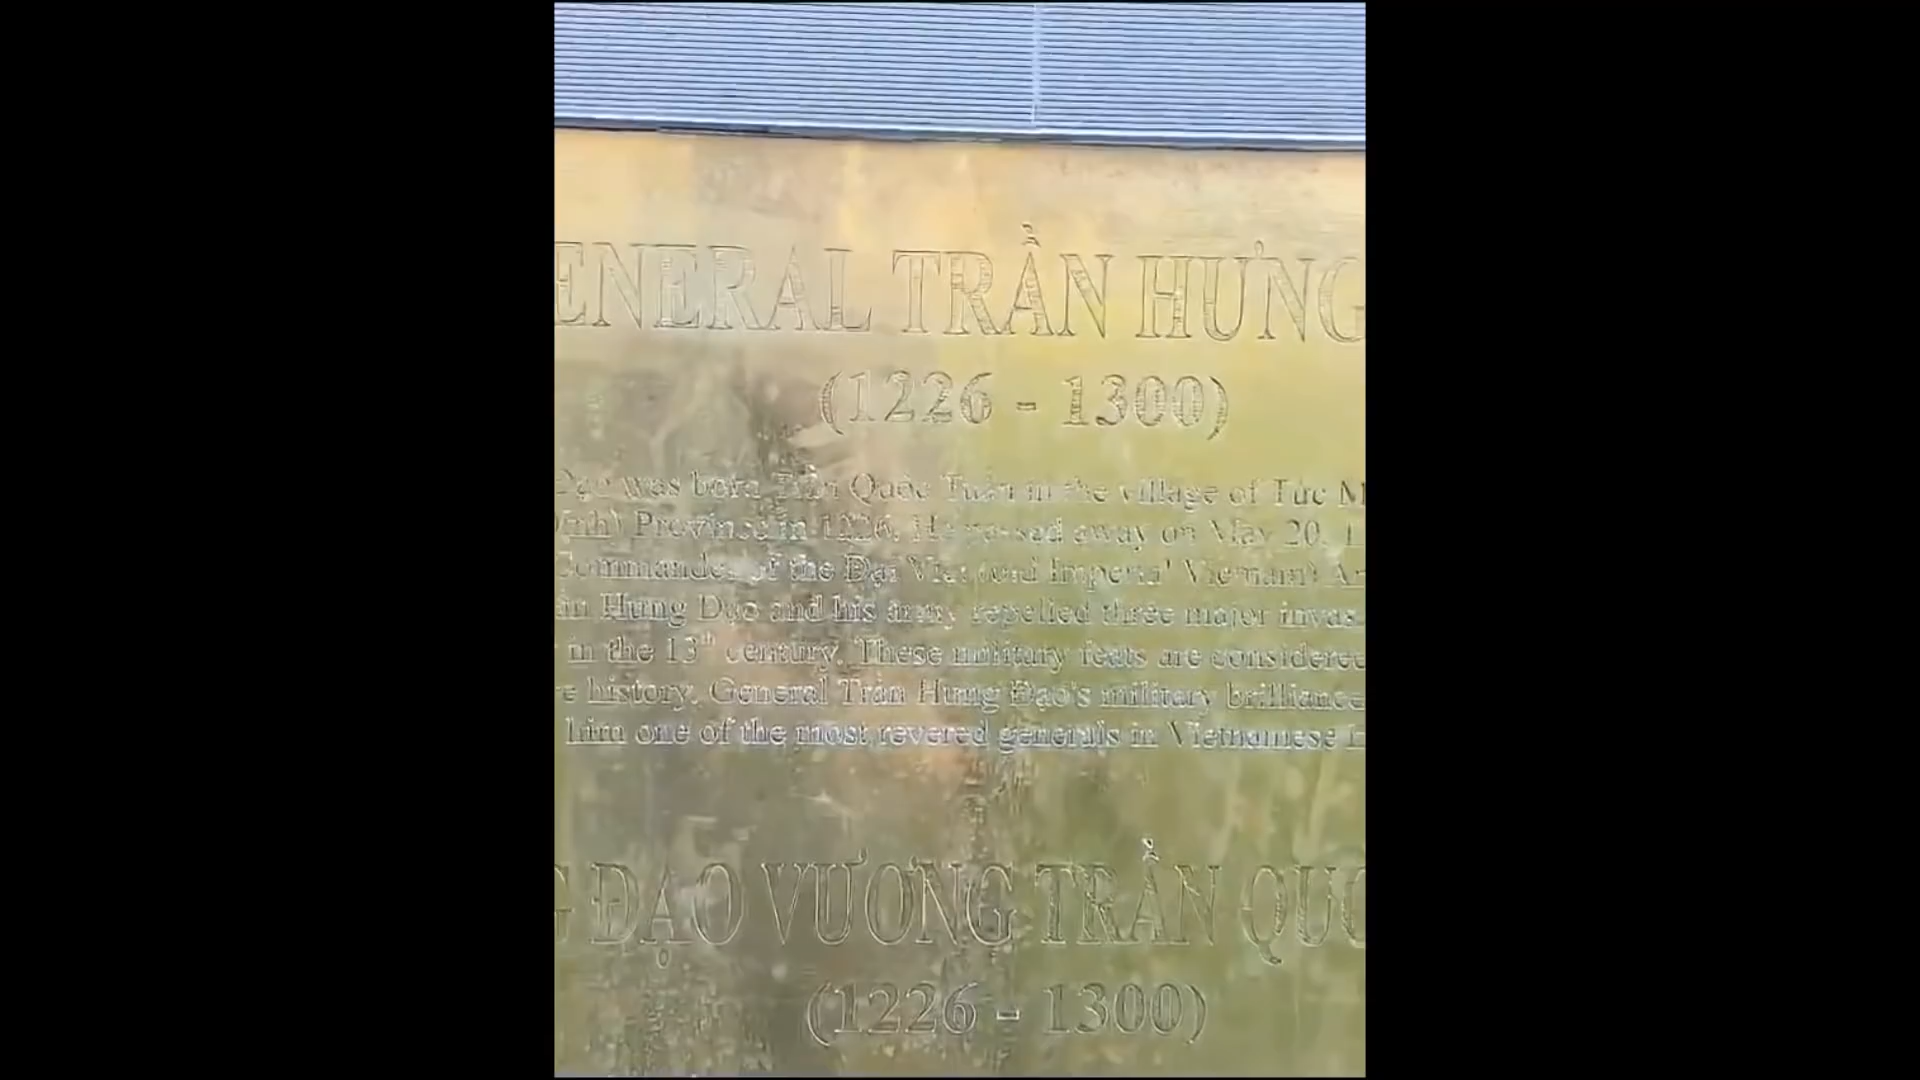 ENERAL TRẦN HƯNG
(1226 - 1300)
Đạo was born Trần Quốc Tuấn in the village of Tức M
Province in 1226. He passed away on May 20, 1
Commander of the Đại Việt (old Imperial Vietnam) Ar
ần Hưng Đạo and his army repelled three major invas
in the 13th century. These military feats are considered
e history. General Trần Hưng Đạo's military brilliance
him one of the most revered generals in Vietnamese
G ĐẠO VƯƠNG TRẦN QUỐ
(1226 - 1300)